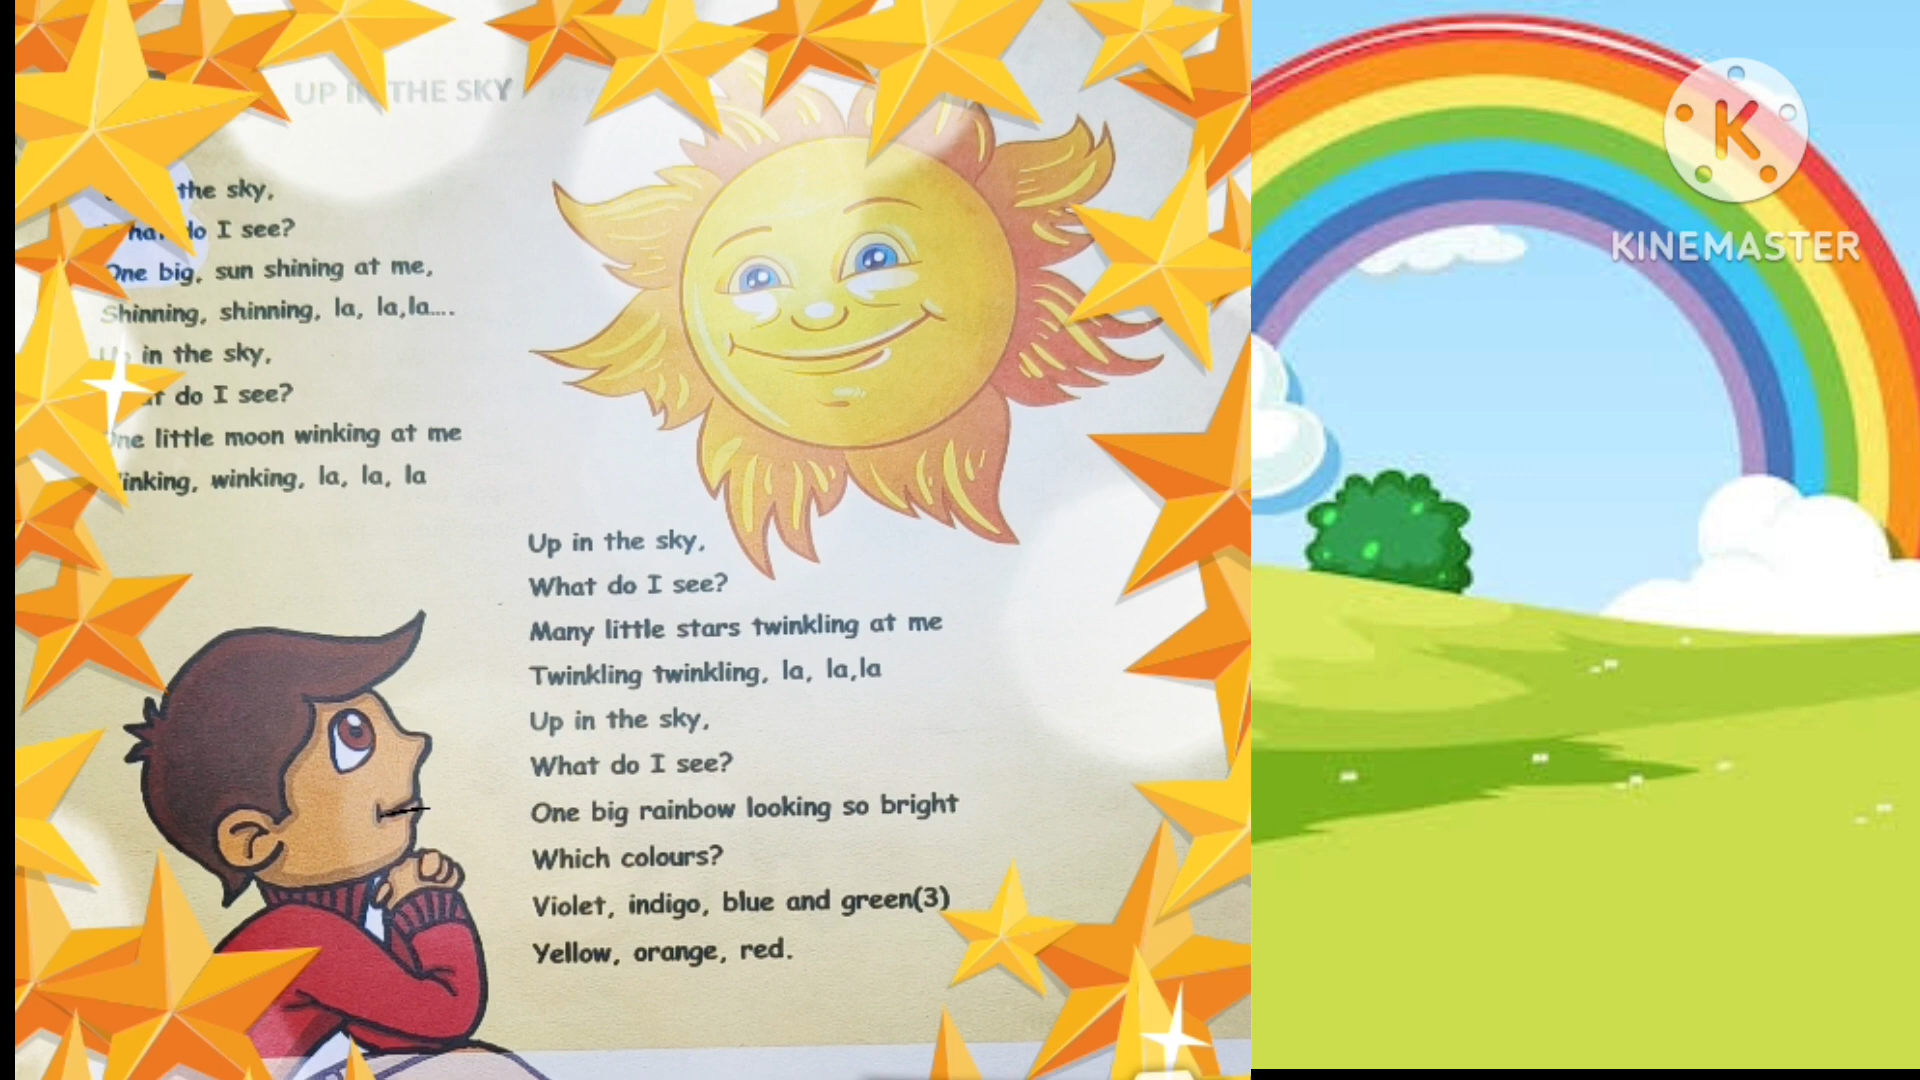 UP IN THE SKY
the sky,
do I see?
One big, sun shining at me,
Shinning, shinning, la, la,la....
Up in the sky,
do I see?
One little moon winking at me
winking, la, la, la
Up in the sky,
What do I see?
Many little stars twinkling at me
Twinkling twinkling, la, la,la
Up in the sky,
What do I see?
One big rainbow looking so bright
Which colours?
Violet, indigo, blue and green(3)
Yellow, orange, red.
K
KINEMASTER